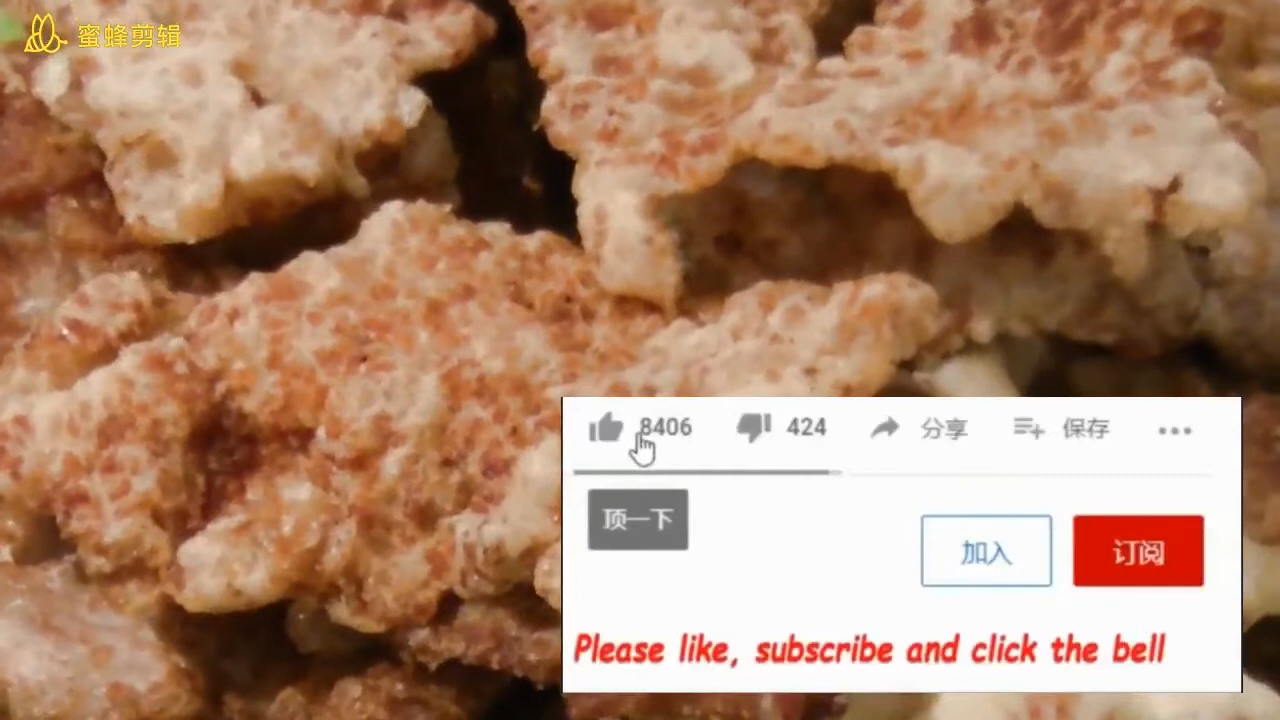 蜜蜂剪辑
8406 424 分享 保存
顶一下
加入 订阅
Please like, subscribe and click the bell